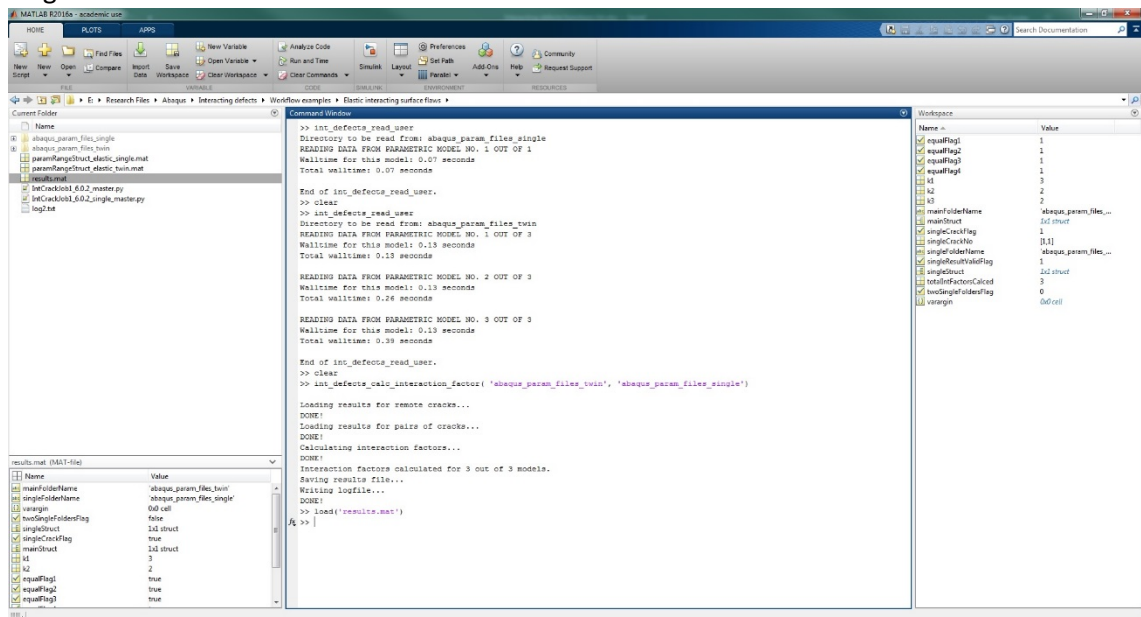 MATLAB R2016a - academic use
HOME PLOTS APPS
Search Documentation
New Script
New
Open
Find Files
Compare
Import Data
Save Workspace
New Variable
Open Variable
Clear Workspace
Analyze Code
Run and Time
Clear Commands
Simulink
Layout
Preferences
Set Path
Parallel
Add-Ons
Help
Community
Request Support
FILE VARIABLE CODE SIMULINK ENVIRONMENT RESOURCES
E: Research Files Abaqus Interacting defects Workflow examples Elastic interacting surface flaws
Current Folder
Name
abaqus_param_files_single
abaqus_param_files_twin
paramRangeStruct_elastic_single.mat
paramRangeStruct_elastic_twin.mat
results.mat
IntCrackJob1_6.0.2_master.py
IntCrackJob1_6.0.2_single_master.py
log2.txt
results.mat (MAT-file)
Name Value
mainFolderName 'abaqus_param_files_twin'
singleFolderName 'abaqus_param_files_single'
varargin 0x0 cell
twoSingleFoldersFlag false
singleStruct 1x1 struct
singleCrackFlag true
mainStruct 1x1 struct
k1 3
k2 2
equalFlag1 true
equalFlag2 true
equalFlag3 true
Command Window
>> int_defects_read_user
Directory to be read from: abaqus_param_files_single
READING DATA FROM PARAMETRIC MODEL NO. 1 OUT OF 1
Walltime for this model: 0.07 seconds
Total walltime: 0.07 seconds
End of int_defects_read_user.
>> clear
>> int_defects_read_user
Directory to be read from: abaqus_param_files_twin
READING DATA FROM PARAMETRIC MODEL NO. 1 OUT OF 3
Walltime for this model: 0.13 seconds
Total walltime: 0.13 seconds
READING DATA FROM PARAMETRIC MODEL NO. 2 OUT OF 3
Walltime for this model: 0.13 seconds
Total walltime: 0.26 seconds
READING DATA FROM PARAMETRIC MODEL NO. 3 OUT OF 3
Walltime for this model: 0.13 seconds
Total walltime: 0.39 seconds
End of int_defects_read_user.
>> clear
>> int_defects_calc_interaction_factor( 'abaqus_param_files_twin', 'abaqus_param_files_single')
Loading results for remote cracks...
DONE!
Loading results for pairs of cracks...
DONE!
Calculating interaction factors...
DONE!
Interaction factors calculated for 3 out of 3 models.
Saving results file...
Writing logfile...
DONE!
>> load('results.mat')
fx >>
Workspace
Name Value
equalFlag1 1
equalFlag2 1
equalFlag3 1
equalFlag4 1
k1 3
k2 2
k3 2
mainFolderName 'abaqus_param_files_...
mainStruct 1x1 struct
singleCrackFlag 1
singleCrackNo [1,1]
singleFolderName 'abaqus_param_files_...
singleResultValidFlag 1
singleStruct 1x1 struct
totalIntFactorsCalced 3
twoSingleFoldersFlag 0
varargin 0x0 cell